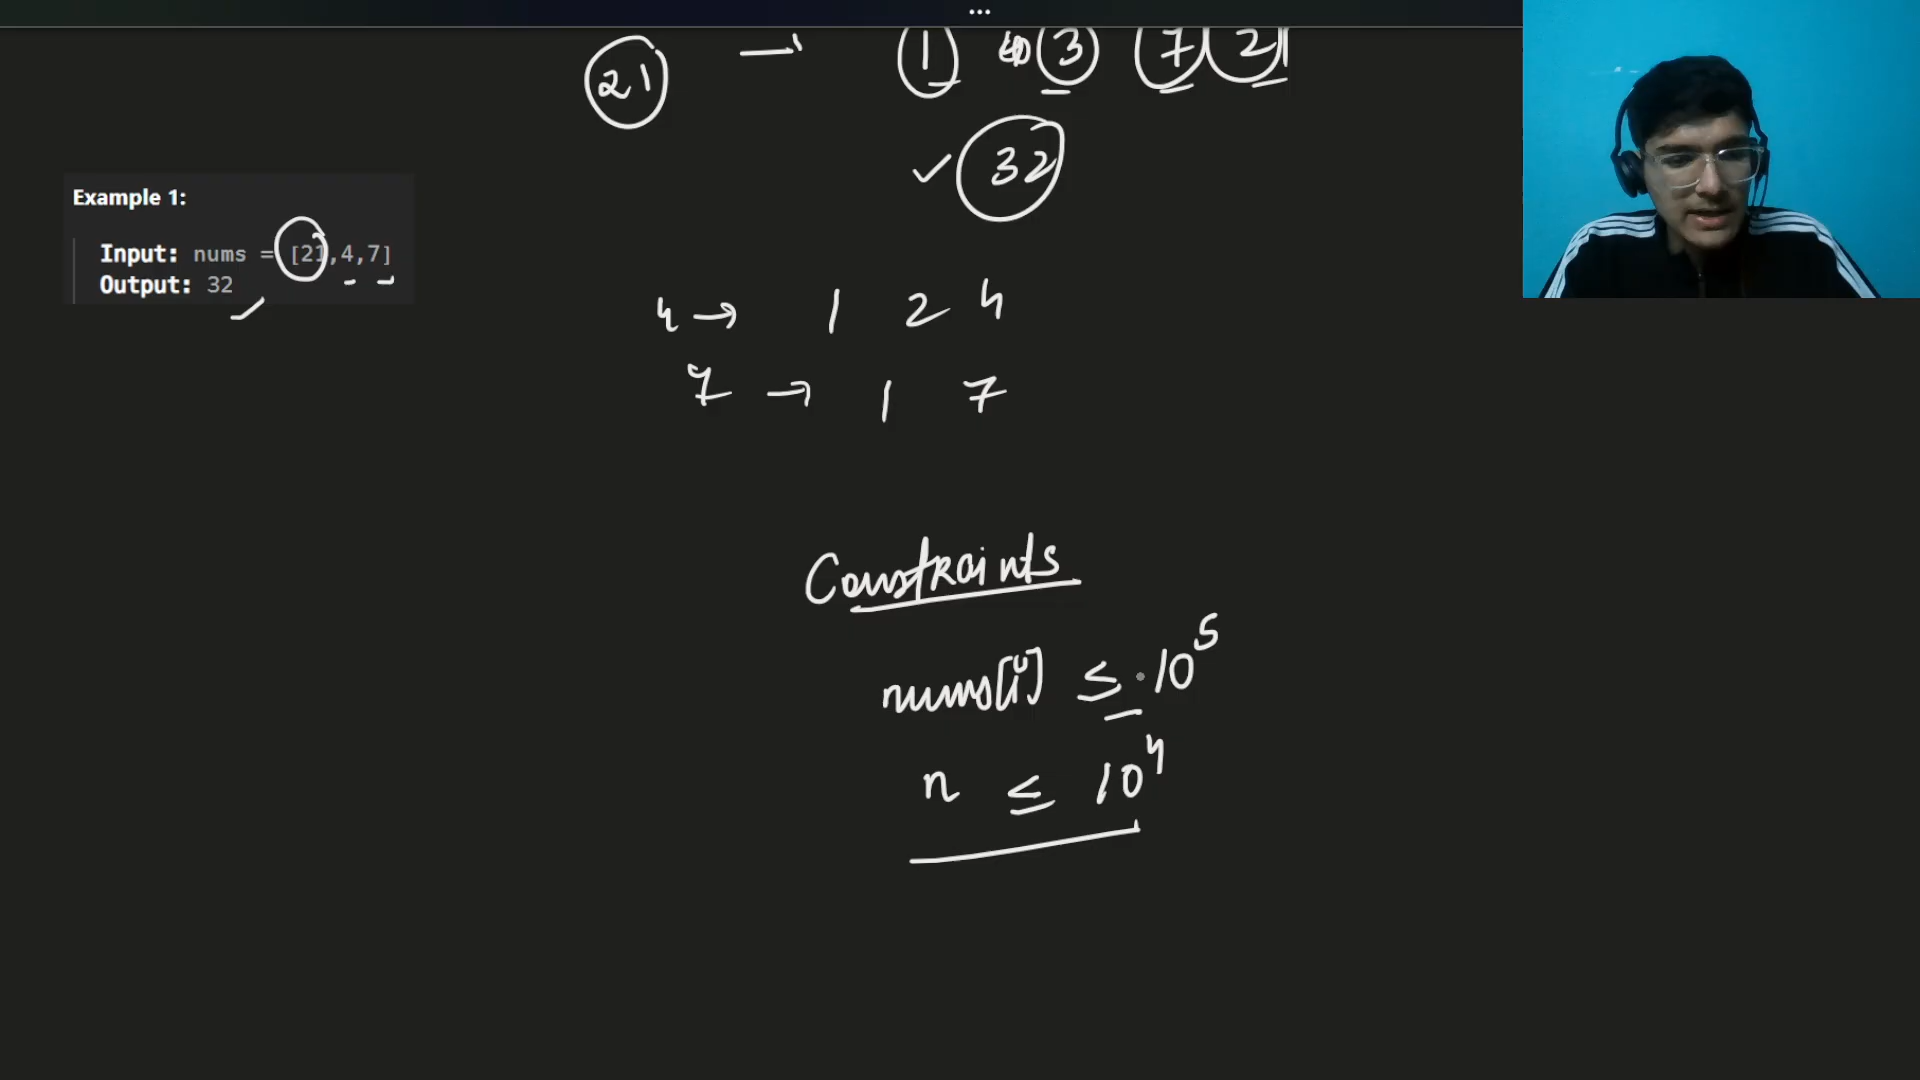 ...
21 → 1 3 7 21
✓ 32
Example 1:
Input: nums = [21,4,7]
Output: 32
4 → 1 2 4
7 → 1 7
Constraints
nums[i] ≤ 10^5
n ≤ 10^4